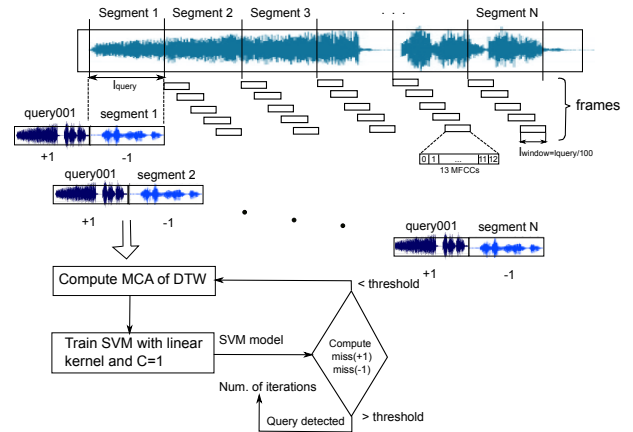 Segment 1 Segment 2 Segment 3 . . . Segment N
lquery
frames
query001 segment 1
+1 -1
lwindow=lquery/100
0 1 ... 11 12
13 MFCCs
query001 segment 2
+1 -1
query001 segment N
+1 -1
Compute MCA of DTW
< threshold
Train SVM with linear
kernel and C=1
SVM model
Compute
miss(+1)
miss(-1)
Num. of iterations
Query detected
> threshold